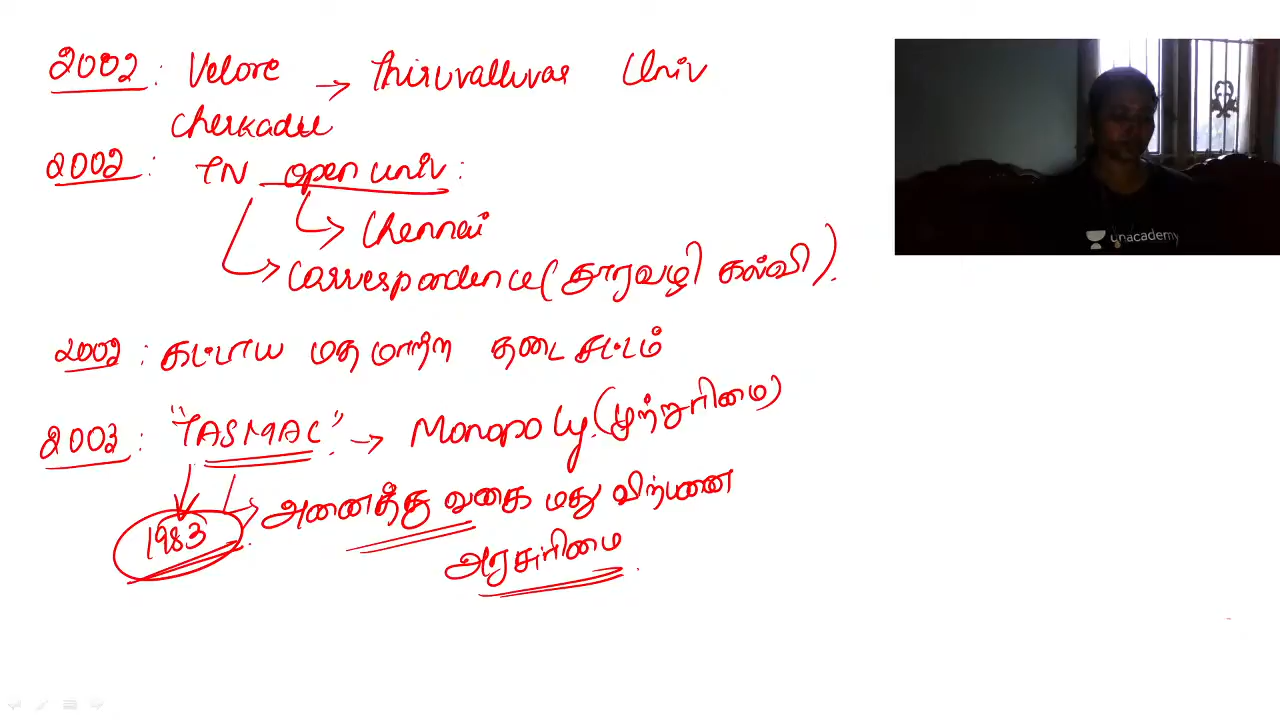 2002 : Velore → Thiruvalluvar Univ
Cherkadu
2002 : TN open univ :
Chennai
Correspondence (தூரவழி கல்வி).
2002 : கட்டாய மத மாற்ற தடை சட்டம்
2003 : "TASMAC" → Monopoly. (முற்றுரிமை)
1983
அனைத்து வகை மது விற்பனை
அரசுரிமை
unacademy